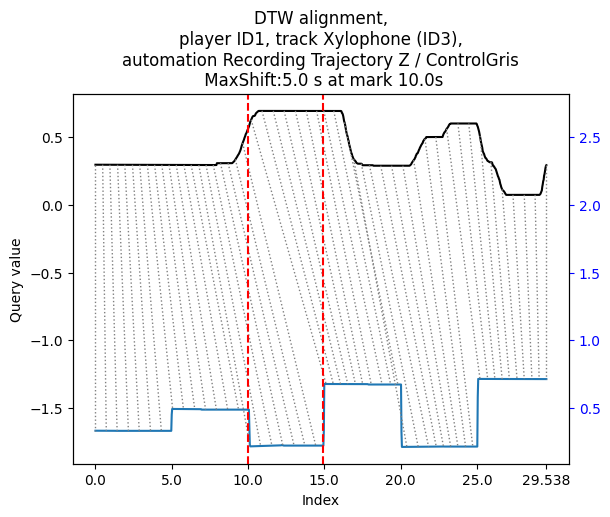 DTW alignment,
player ID1, track Xylophone (ID3),
automation Recording Trajectory Z / ControlGris
MaxShift:5.0 s at mark 10.0s
0.5
0.0
−0.5
−1.0
−1.5
Query value
2.5
2.0
1.5
1.0
0.5
0.0 5.0 10.0 15.0 20.0 25.0 29.538
Index